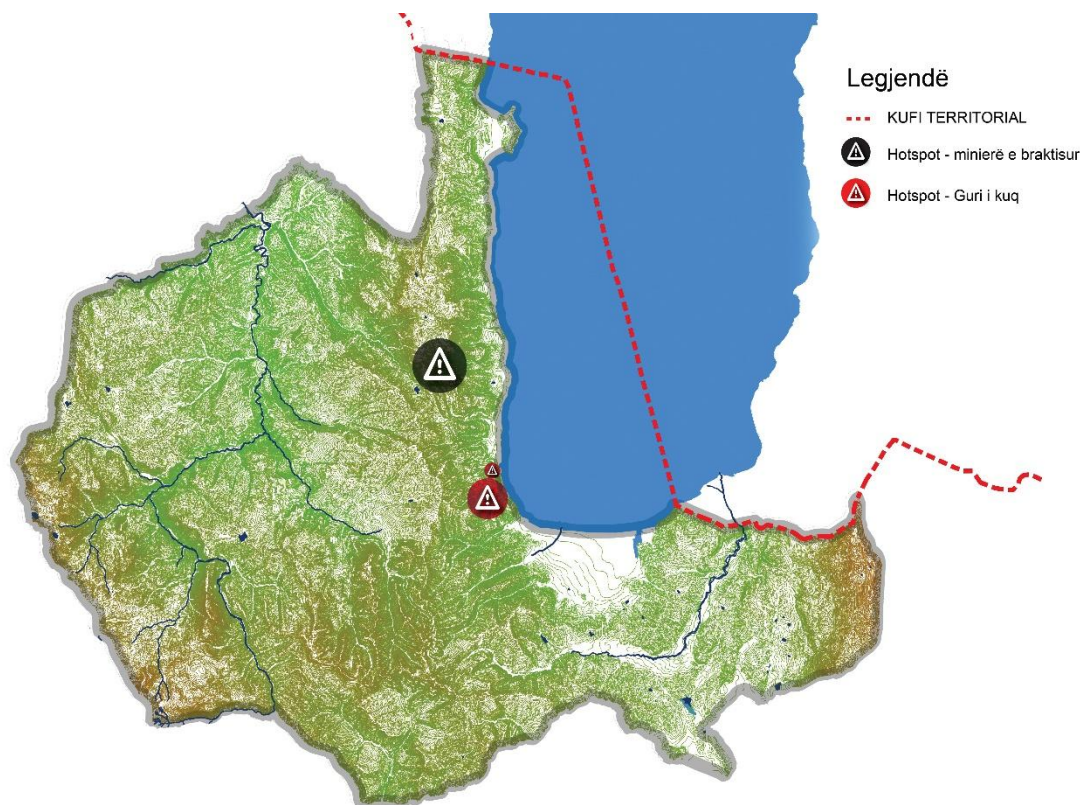 Legjendë
KUFI TERRITORIAL
Hotspot - minierë e braktisur
Hotspot - Guri i kuq